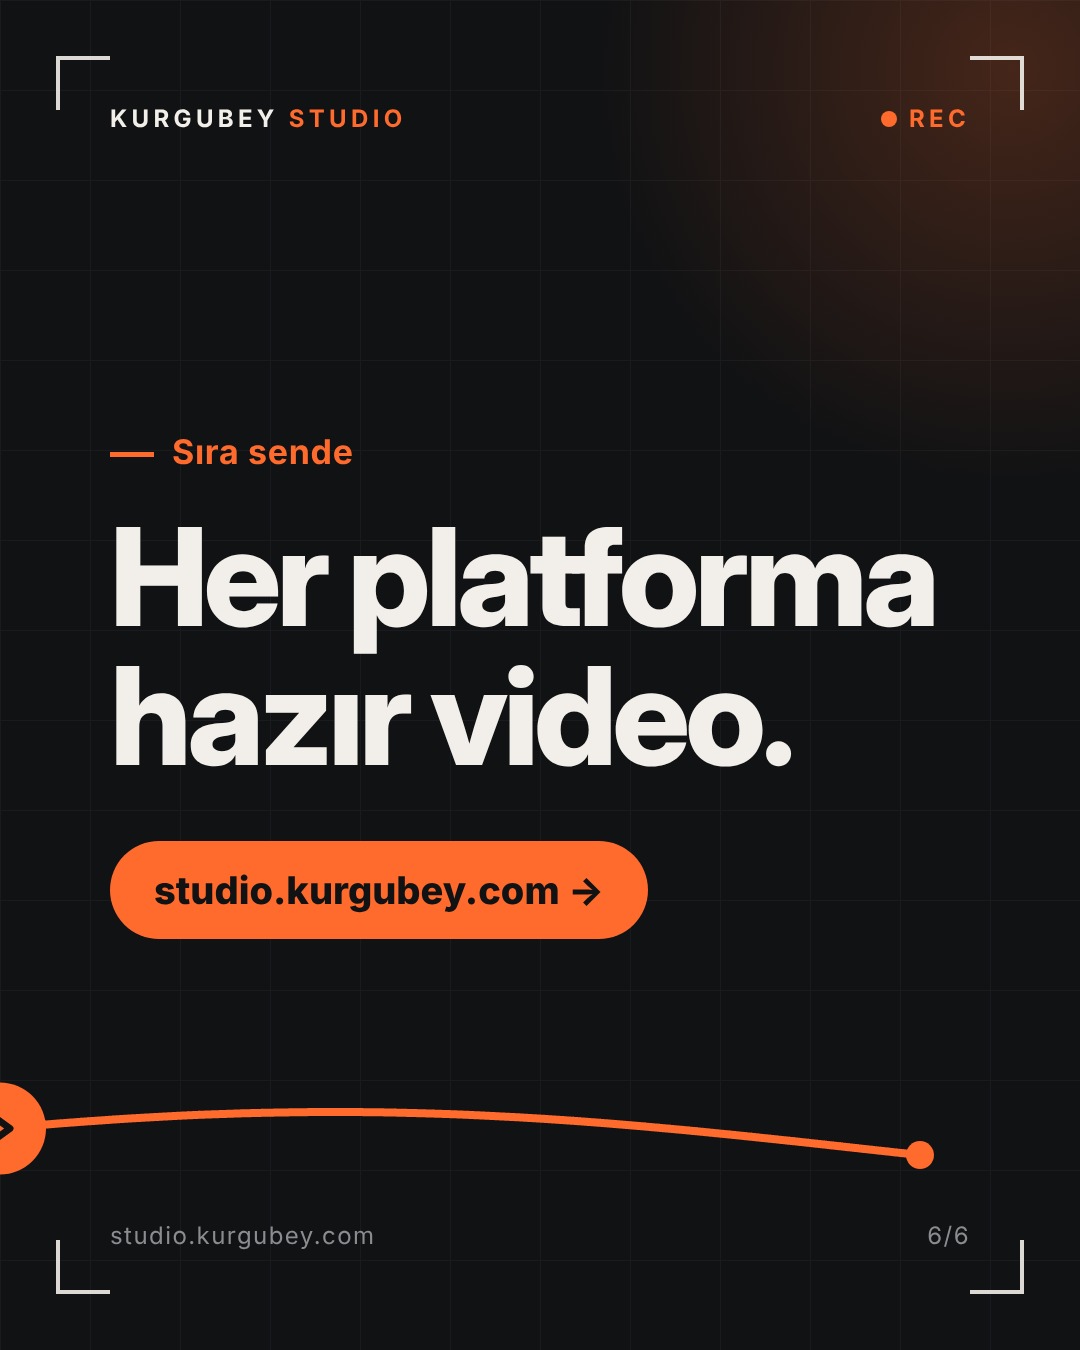 KURGUBEY STUDIO
REC
Sıra sende
Her platforma
hazır video.
studio.kurgubey.com →
studio.kurgubey.com
6/6